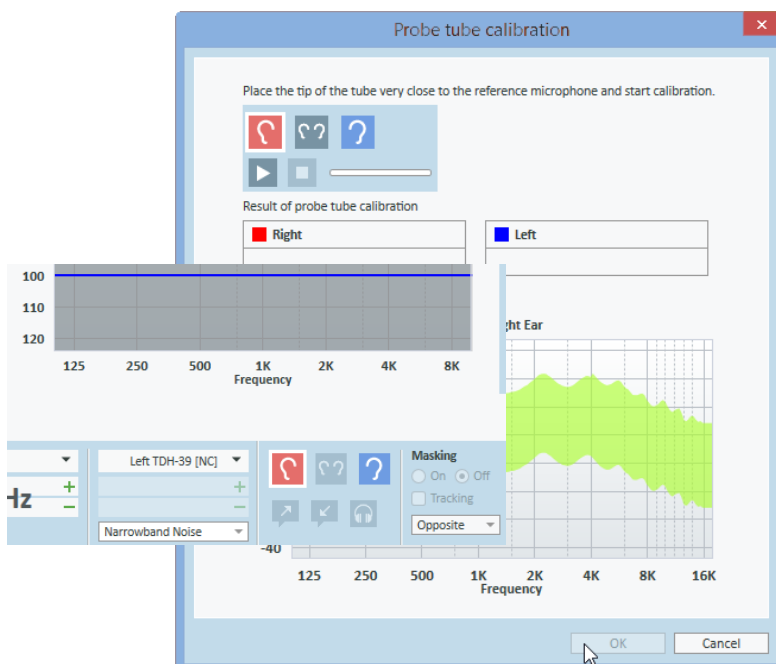 Probe tube calibration
Place the tip of the tube very close to the reference microphone and start calibration.
Result of probe tube calibration
Right
Left
100
110
120
125 250 500 1K 2K 4K 8K
Frequency
ght Ear
Left TDH-39 [NC]
Hz
Narrowband Noise
Masking
On Off
Tracking
Opposite
-40
125 250 500 1K 2K 4K 8K 16K
Frequency
OK Cancel